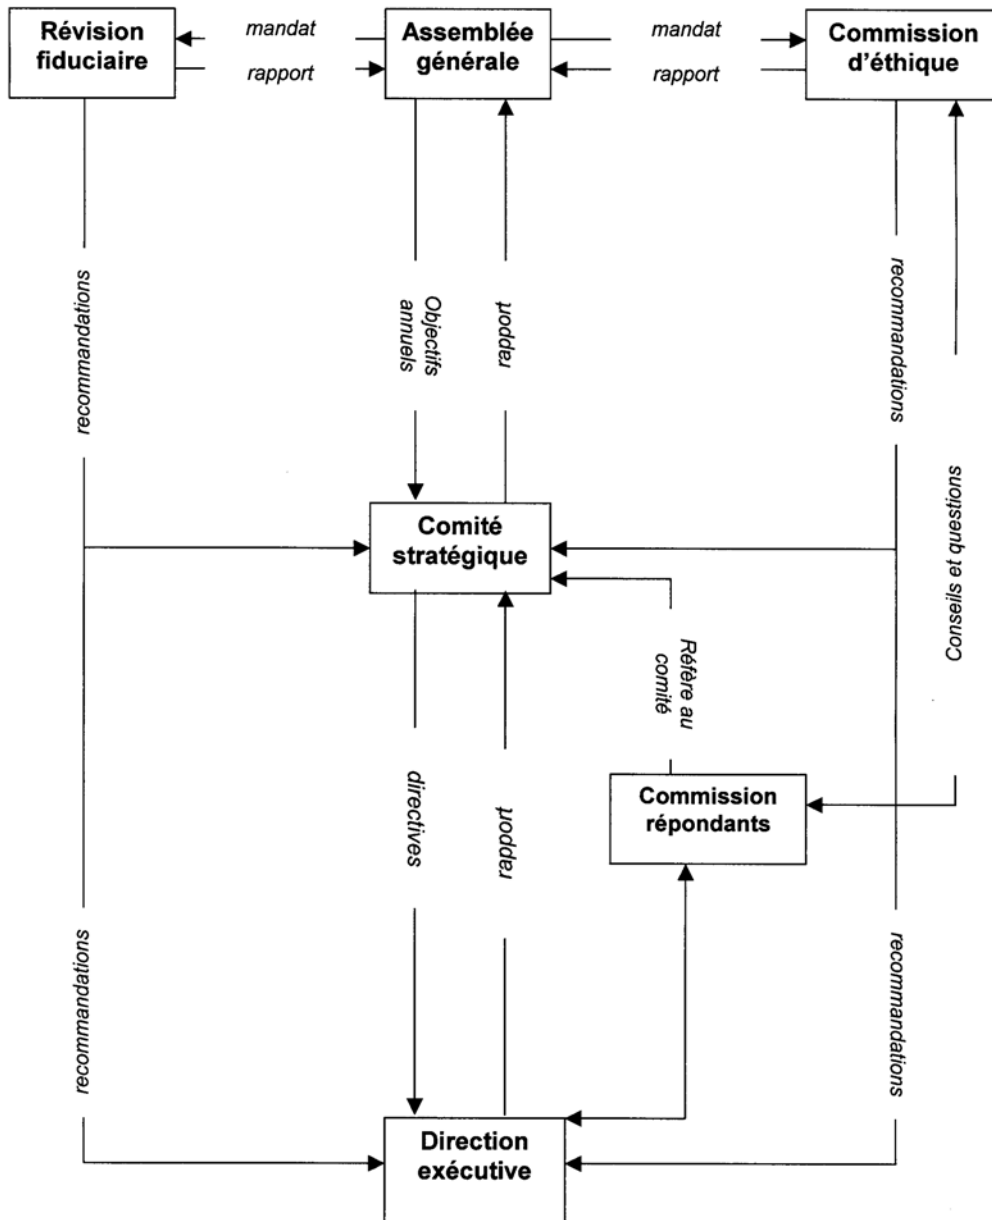 Révision
fiduciaire
mandat
rapport
Assemblée
générale
mandat
rapport
Commission
d'éthique
recommandations
Objectifs
annuels
rapport
recommandations
Conseils et questions
Comité
stratégique
Réfère au
comité
directives
rapport
Commission
répondants
recommandations
recommandations
Direction
exécutive